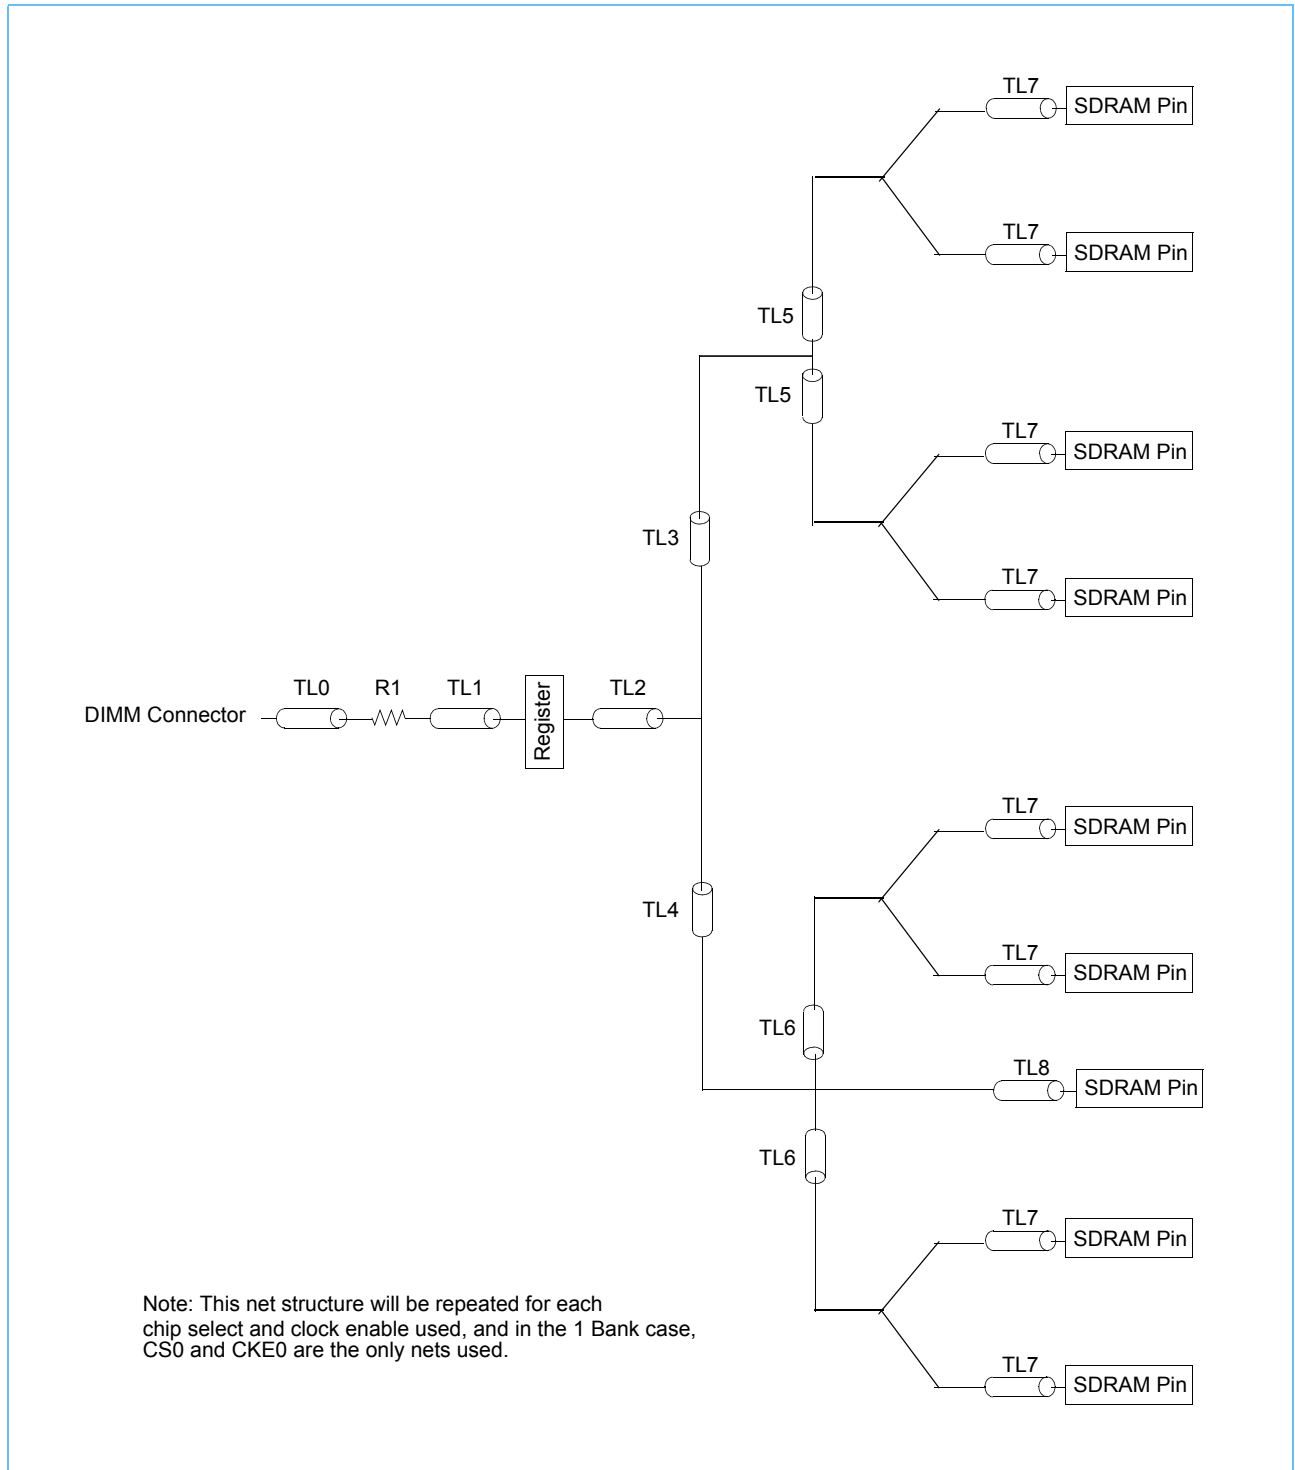 TL7
SDRAM Pin
TL7
SDRAM Pin
TL5
TL5
TL7
SDRAM Pin
TL3
TL7
SDRAM Pin
DIMM Connector
TL0
R1
TL1
Register
TL2
TL7
SDRAM Pin
TL4
TL7
SDRAM Pin
TL6
TL8
SDRAM Pin
TL6
TL7
SDRAM Pin
TL7
SDRAM Pin
Note: This net structure will be repeated for each
chip select and clock enable used, and in the 1 Bank case,
CS0 and CKE0 are the only nets used.